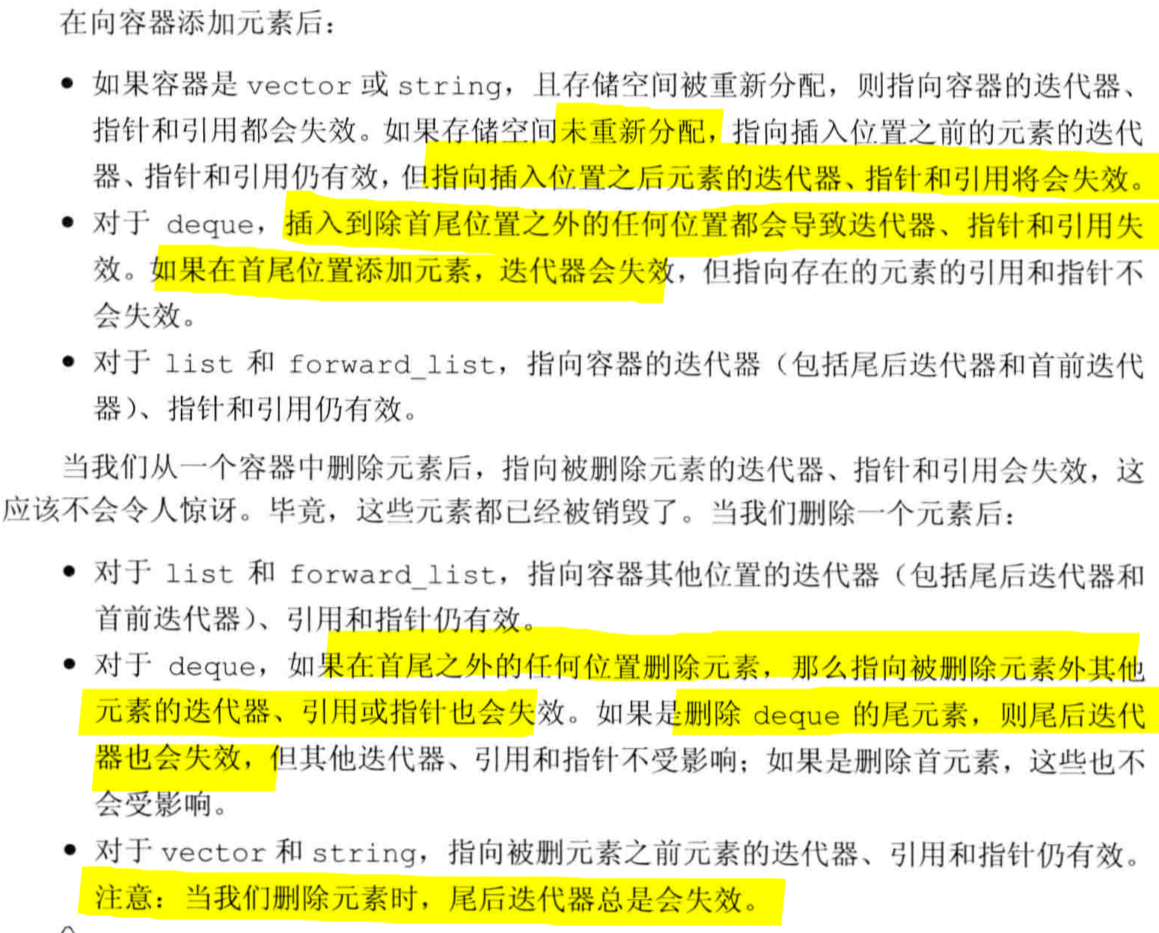 在向容器添加元素后：
● 如果容器是 vector 或 string，且存储空间被重新分配，则指向容器的迭代器、
指针和引用都会失效。如果存储空间未重新分配，指向插入位置之前的元素的迭代
器、指针和引用仍有效，但指向插入位置之后元素的迭代器、指针和引用将会失效。
● 对于 deque，插入到除首尾位置之外的任何位置都会导致迭代器、指针和引用失
效。如果在首尾位置添加元素，迭代器会失效，但指向存在的元素的引用和指针不
会失效。
● 对于 list 和 forward_list，指向容器的迭代器（包括尾后迭代器和首前迭代
器）、指针和引用仍有效。
当我们从一个容器中删除元素后，指向被删除元素的迭代器、指针和引用会失效，这
应该不会令人惊讶。毕竟，这些元素都已经被销毁了。当我们删除一个元素后：
● 对于 list 和 forward_list，指向容器其他位置的迭代器（包括尾后迭代器和
首前迭代器）、引用和指针仍有效。
● 对于 deque，如果在首尾之外的任何位置删除元素，那么指向被删除元素外其他
元素的迭代器、引用或指针也会失效。如果是删除 deque 的尾元素，则尾后迭代
器也会失效，但其他迭代器、引用和指针不受影响；如果是删除首元素，这些也不
会受影响。
● 对于 vector 和 string，指向被删元素之前元素的迭代器、引用和指针仍有效。
注意：当我们删除元素时，尾后迭代器总是会失效。